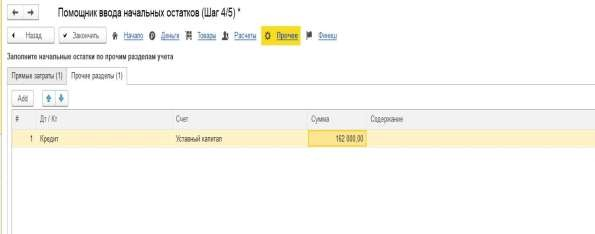 Помощник ввода начальных остатков (Шаг 4/5) *
Назад Закончить Начало Деньги Товары Расчеты Прочее Финиш
Заполните начальные остатки по прочим разделам учета
Прямые затраты (1) Прочие разделы (1)
Add
# Дт / Кт Счет Сумма Содержание
1 Кредит Уставный капитал 162 000,00